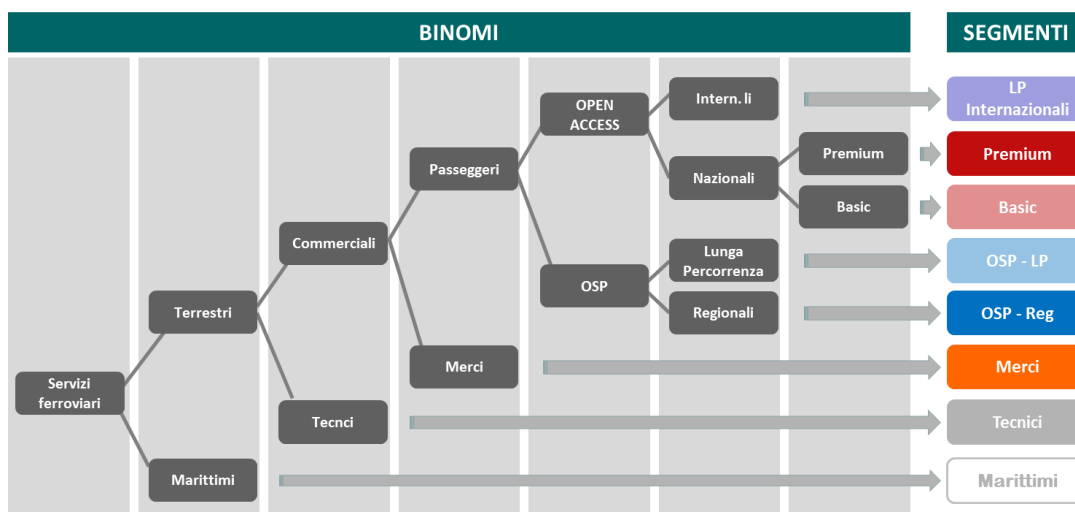 BINOMI
SEGMENTI
Servizi
ferroviari
Terrestri
Marittimi
Commerciali
Tecnci
Passeggeri
Merci
OPEN
ACCESS
OSP
Intern. li
Nazionali
Lunga
Percorrenza
Regionali
Premium
Basic
LP
Internazionali
Premium
Basic
OSP - LP
OSP - Reg
Merci
Tecnici
Marittimi